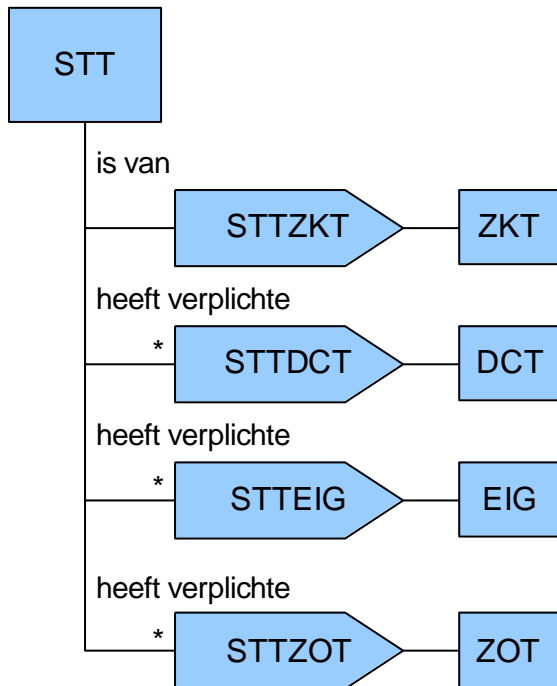 STT
is van
STTZKT ZKT
heeft verplichte
* STTDCT DCT
heeft verplichte
* STTEIG EIG
heeft verplichte
* STTZOT ZOT